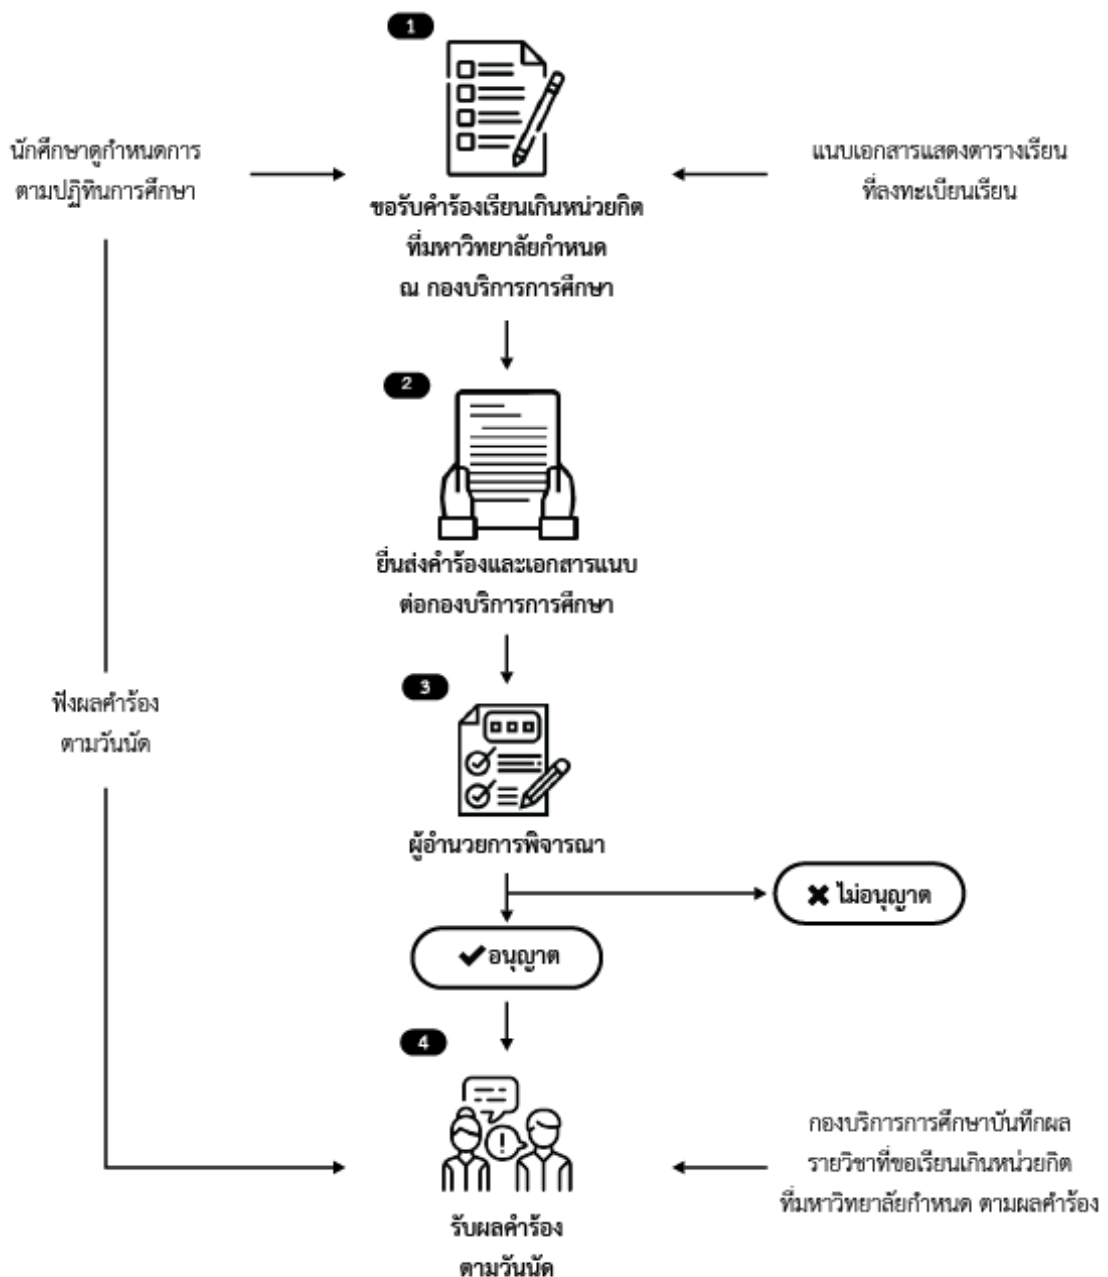 1
นักศึกษาดูกำหนดการ
ตามปฏิทินการศึกษา
แนบเอกสารแสดงตารางเรียน
ที่ลงทะเบียนเรียน
ขอรับคำร้องเรียนเกินหน่วยกิต
ที่มหาวิทยาลัยกำหนด
ณ กองบริการการศึกษา
2
ยื่นส่งคำร้องและเอกสารแนบ
ต่อกองบริการการศึกษา
3
ฟังผลคำร้อง
ตามวันนัด
ผู้อำนวยการพิจารณา
✖ ไม่อนุญาต
✔ อนุญาต
4
กองบริการการศึกษาบันทึกผล
รายวิชาที่ขอเรียนเกินหน่วยกิต
ที่มหาวิทยาลัยกำหนด ตามผลคำร้อง
รับผลคำร้อง
ตามวันนัด